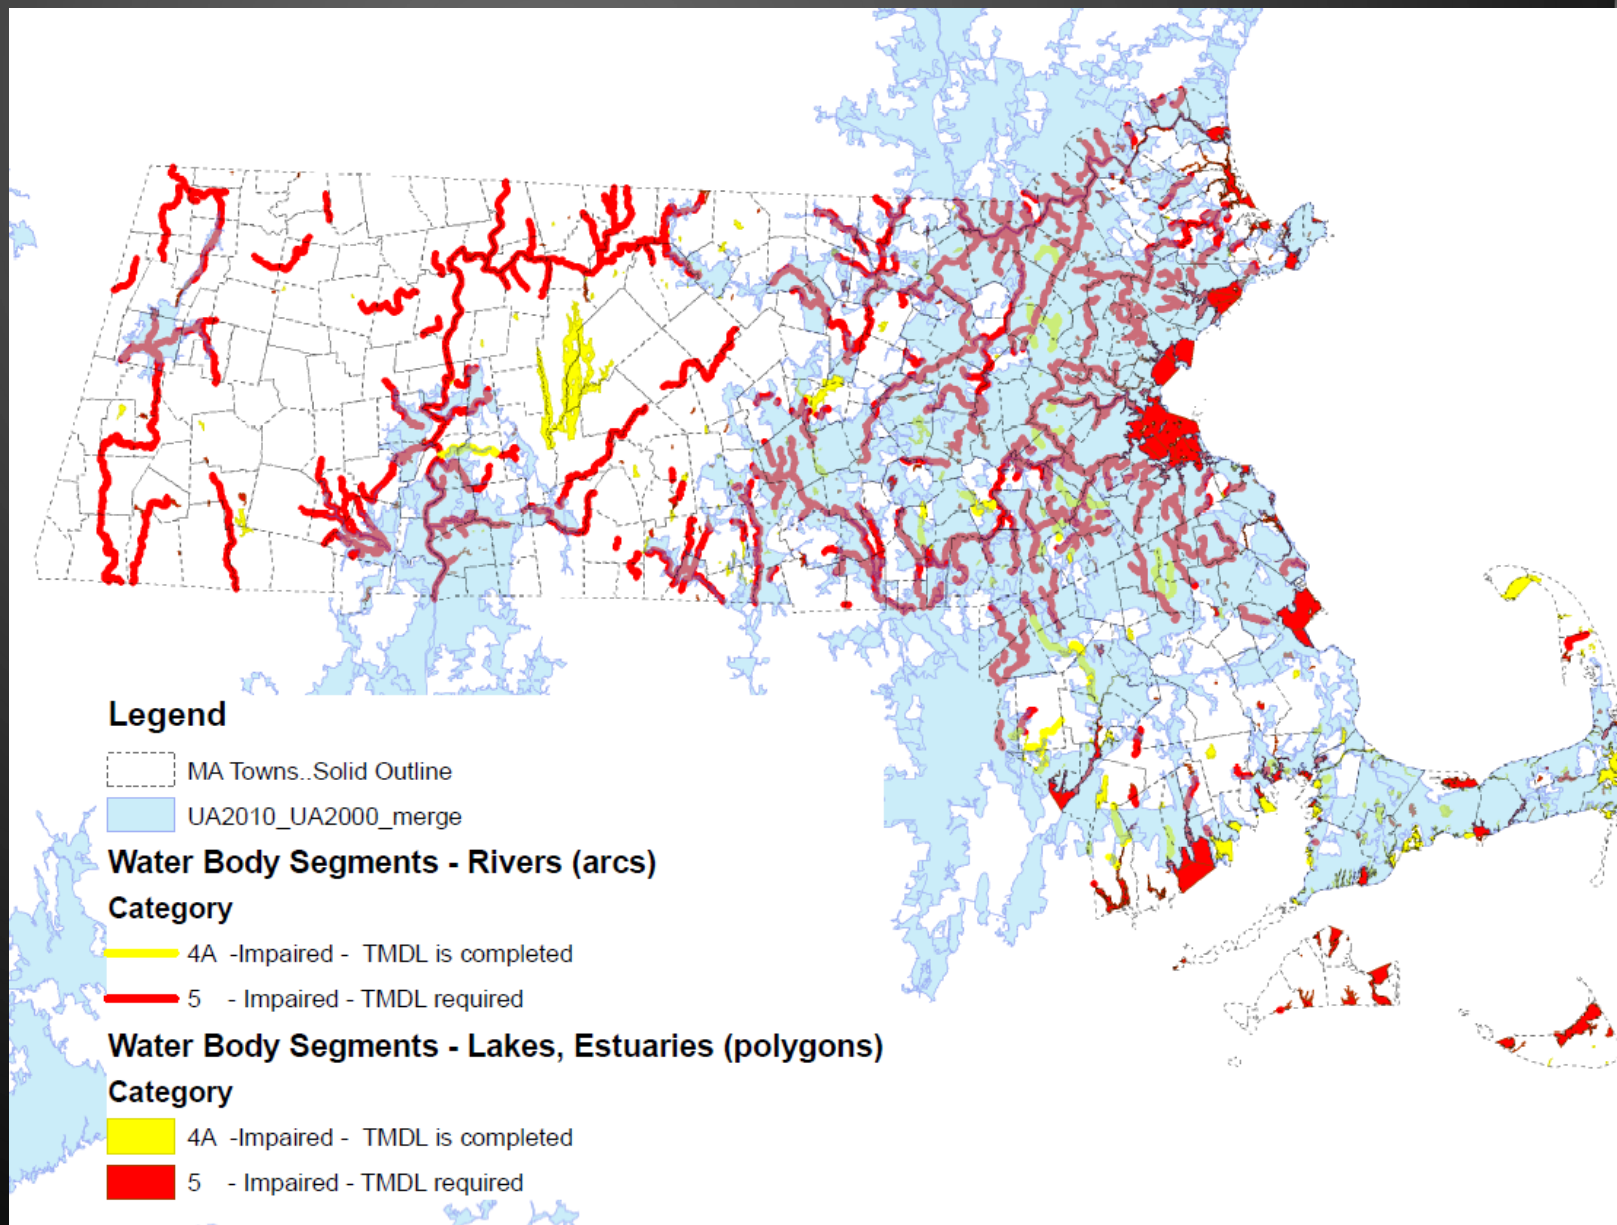 Legend
MA Towns..Solid Outline
UA2010_UA2000_merge
Water Body Segments - Rivers (arcs)
Category
4A -Impaired - TMDL is completed
5 - Impaired - TMDL required
Water Body Segments - Lakes, Estuaries (polygons)
Category
4A -Impaired - TMDL is completed
5 - Impaired - TMDL required